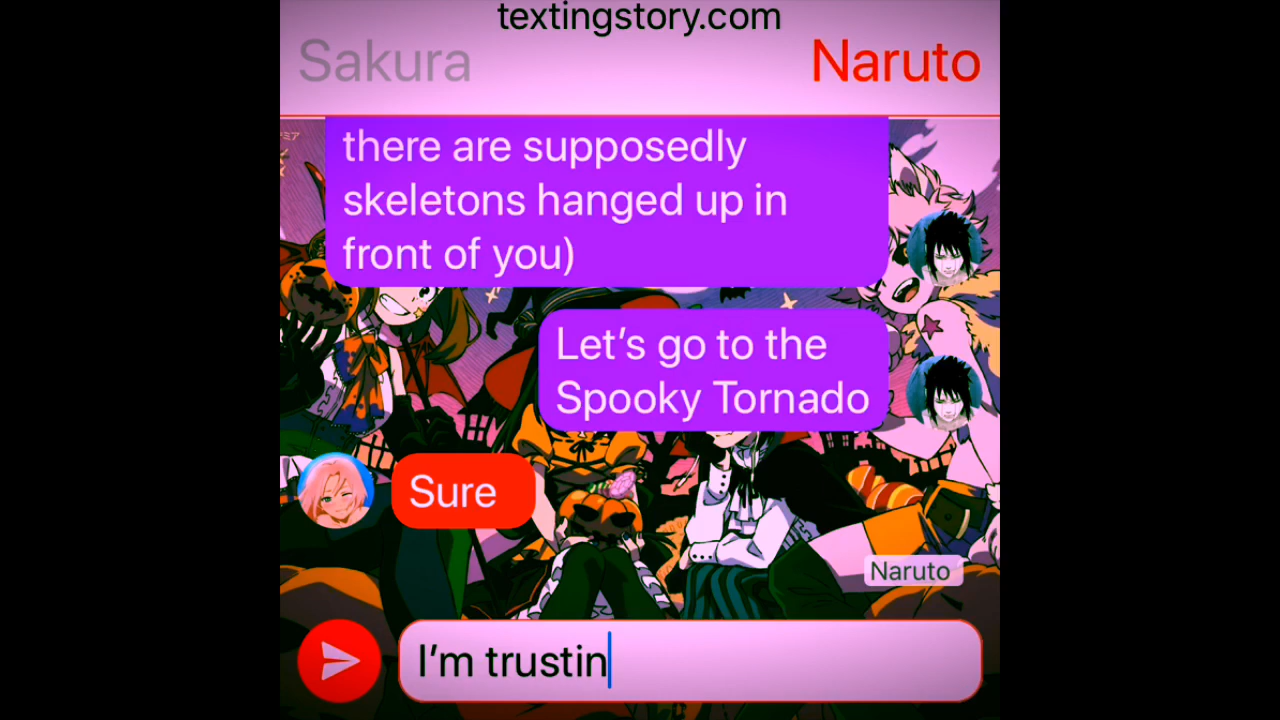 textingstory.com
Sakura
Naruto
there are supposedly
skeletons hanged up in
front of you)
Let’s go to the
Spooky Tornado
Sure
Naruto
I’m trustin